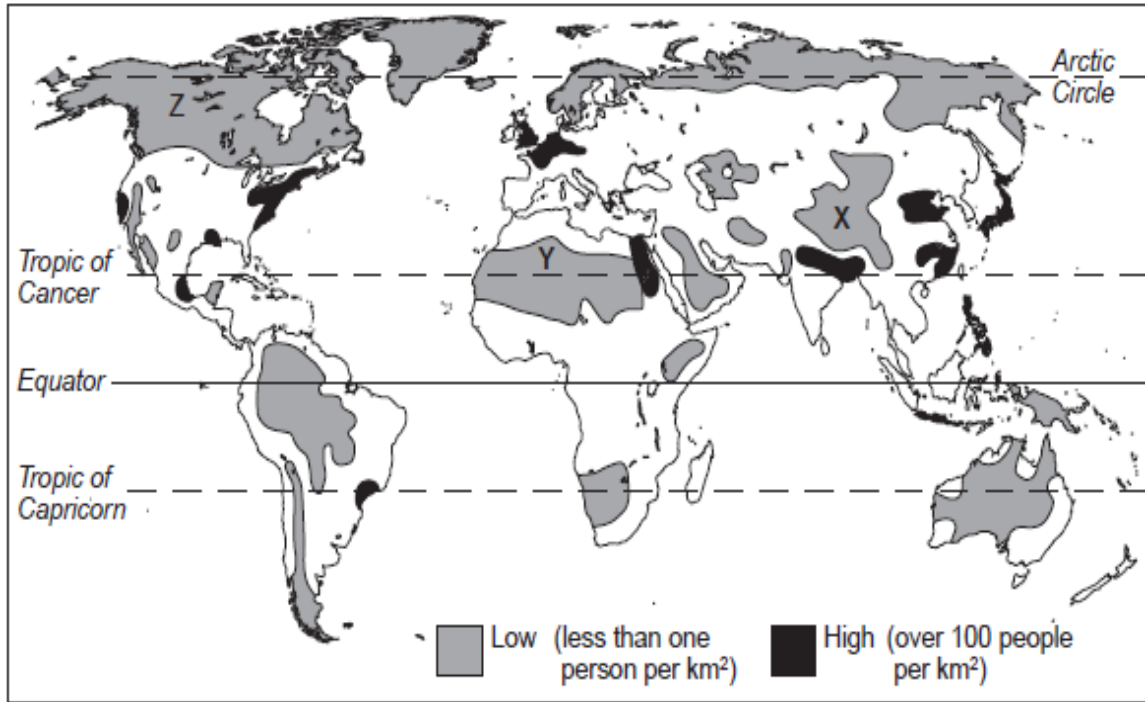 Arctic
Circle
Z
X
Y
Tropic of
Cancer
Equator
Tropic of
Capricorn
Low (less than one
person per km²)
High (over 100 people
per km²)